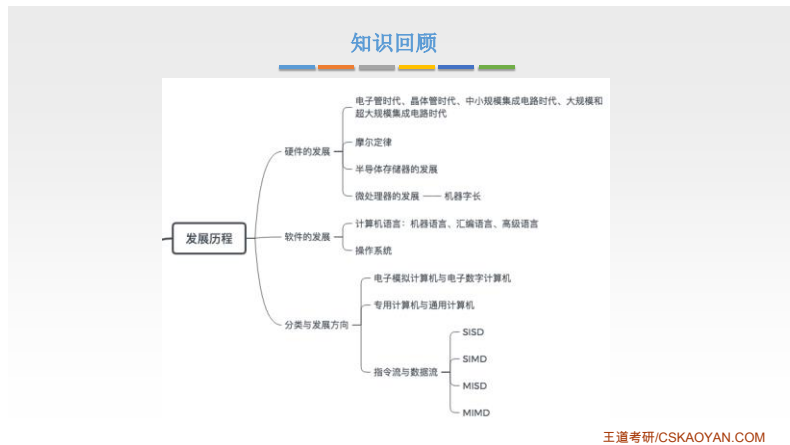 知识回顾
电子管时代、晶体管时代、中小规模集成电路时代、大规模和
超大规模集成电路时代
硬件的发展
摩尔定律
半导体存储器的发展
微处理器的发展
机器字长
发展历程
软件的发展
计算机语言：机器语言、汇编语言、高级语言
操作系统
分类与发展方向
电子模拟计算机与电子数字计算机
专用计算机与通用计算机
指令流与数据流
SISD
SIMD
MISD
MIMD
王道考研/CSKAOYAN.COM